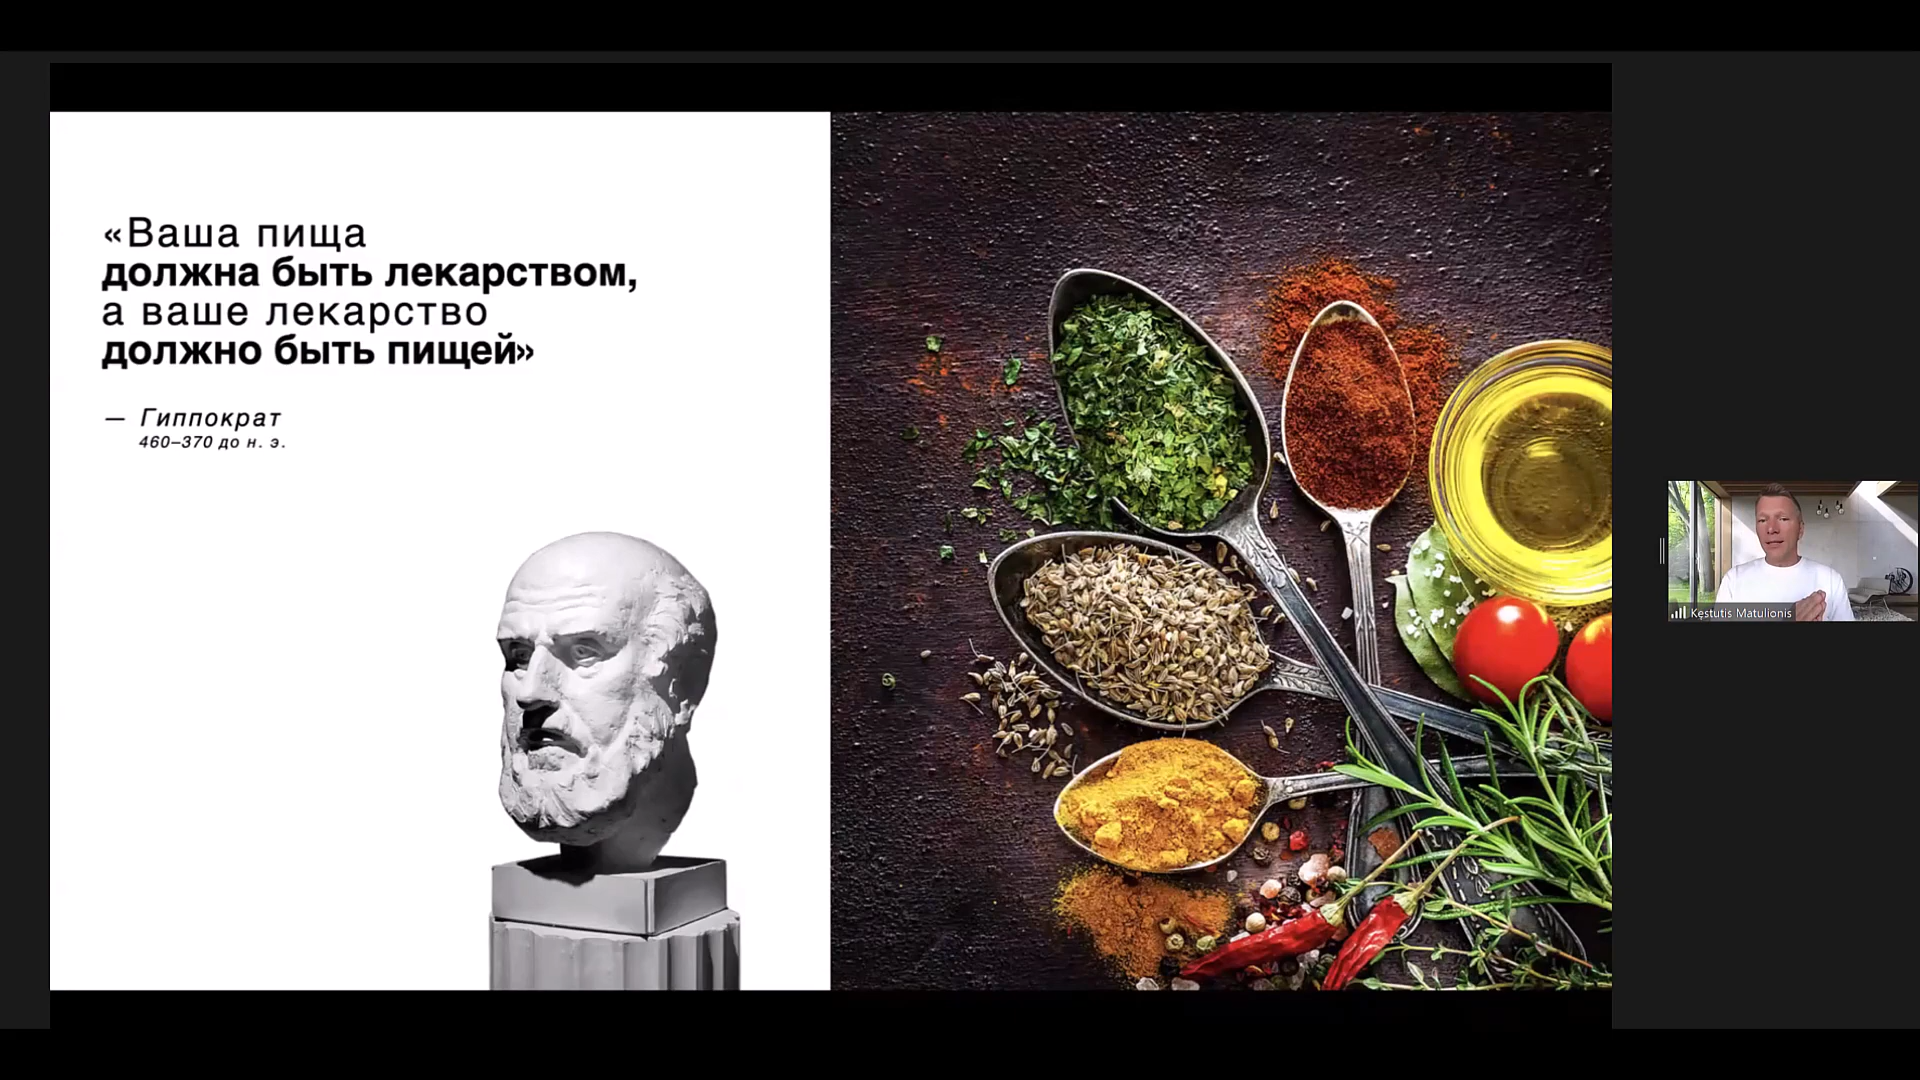 «Ваша пища
должна быть лекарством,
а ваше лекарство
должно быть пищей»
— Гиппократ
460–370 до н. э.
Kęstutis Matulionis